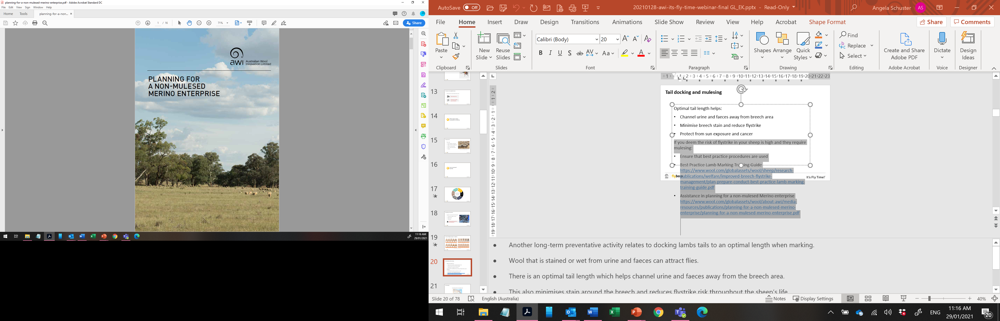 planning-for-a-non-mulesed-merino-enterprise.pdf - Adobe Acrobat Standard DC
File Edit View Sign Window Help
Home Tools planning-for-a-non... ×
1 / 16 71% Share
awi Australian Wool
Innovation Limited
PLANNING FOR
A NON-MULESED
MERINO ENTERPRISE
11:16 AM
29/01/2021
AutoSave Off 20210128-awi-its-fly-time-webinar-final GL_EK.pptx - Read-Only Angela Schuster AS
File Home Insert Draw Design Transitions Animations Slide Show Review View Help Acrobat Shape Format Share Comments
Calibri (Body) 20
Find
Replace
Select
Paste New Slide Reuse Slides Shapes Arrange Quick Styles Create and Share Adobe PDF Dictate Design Ideas
B I U S ab AV Aa A
Clipboard Slides Font Paragraph Drawing Editing Adobe Acrobat Voice Designer
13
14
15
16
17
18
19
20
21
Tail docking and mulesing
Optimal tail length helps:
• Channel urine and faeces away from breech area
• Minimise breech stain and reduce flystrike
• Protect from sun exposure and cancer
If you deem the risk of flystrike in your sheep is high and they require
mulesing:
• Ensure that best practice procedures are used
• Best Practice Lamb Marking Training Guide
https://www.wool.com/globalassets/wool/sheep/research-
publications/welfare/improved-breech-flystrike-
management/plan-prepare-conduct-best-practice-lamb-marking-
training-guide.pdf
It's Fly Time!
• Assistance in planning for a non-mulesed Merino enterprise
https://www.wool.com/globalassets/wool/about-awi/media-
resources/publications/planning-for-a-non-mulesed-merino-
enterprise/planning-for-a-non-mulesed-merino-enterprise.pdf
• Another long-term preventative activity relates to docking lambs tails to an optimal length when marking.
• Wool that is stained or wet from urine and faeces can attract flies.
• There is an optimal tail length which helps channel urine and faeces away from the breech area.
• This also minimises stain around the breech and reduces flystrike risk throughout the sheep's life
Slide 20 of 78 English (Australia) Notes Display Settings 40%
ENG 11:16 AM
29/01/2021
20